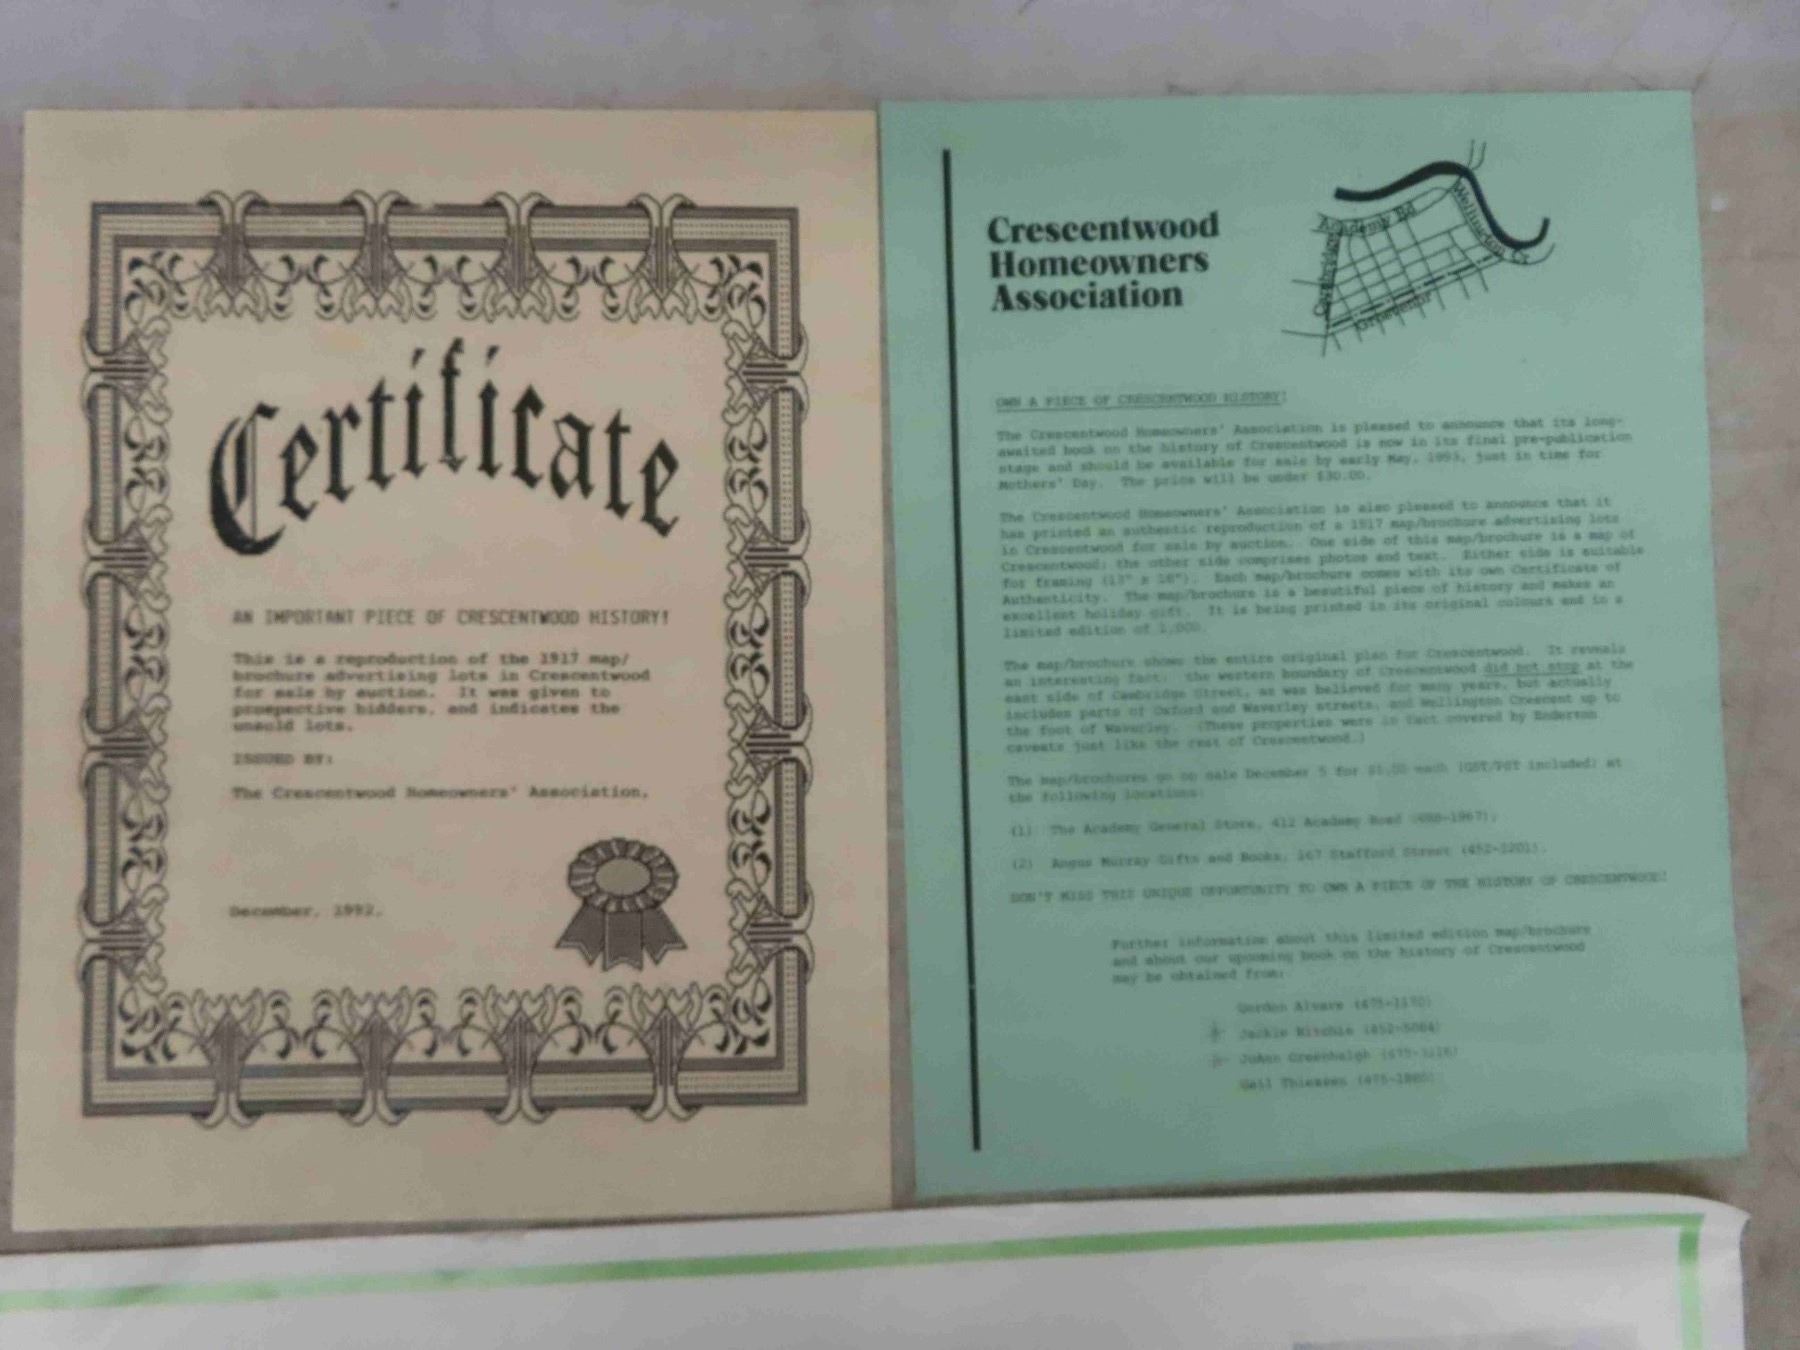 Certificate
AN IMPORTANT PIECE OF CRESCENTWOOD HISTORY!
This is a reproduction of the 1917 map/
brochure advertising lots in Crescentwood
for sale by auction. It was given to
prospective bidders, and indicates the
unsold lots.
ISSUED BY:
The Crescentwood Homeowners' Association,
December, 1992.
Crescentwood
Homeowners
Association
Academy Rd
Wellington Cr
Cambridge
Grosvenor
OWN A PIECE OF CRESCENTWOOD HISTORY!
The Crescentwood Homeowners' Association is pleased to announce that its long-
awaited book on the history of Crescentwood is now in its final pre-publication
stage and should be available for sale by early May, 1993, just in time for
Mothers' Day. The price will be under $30.00.
The Crescentwood Homeowners' Association is also pleased to announce that it
has printed an authentic reproduction of a 1917 map/brochure advertising lots
in Crescentwood for sale by auction. One side of this map/brochure is a map of
Crescentwood; the other side comprises photos and text. Either side is suitable
for framing Each map/brochure comes with its own Certificate of
Authenticity. The map/brochure is a beautiful piece of history and makes an
excellent holiday gift. It is being printed in its original colours and in a
limited edition of 1,000.
The map/brochure shows the entire original plan for Crescentwood. It reveals
an interesting fact: the western boundary of Crescentwood did not stop at the
east side of Cambridge Street, as was believed for many years, but actually
includes parts of Oxford and Waverley streets, and Wellington Crescent up to
the foot of Waverley. (These properties were in fact covered by Enderton
caveats just like the rest of Crescentwood.)
The map/brochures go on sale December 5 for each (GST/PST included) at
the following locations:
(1) The Academy General Store, 412 Academy Road
(2) Angus Murray Gifts and Books, 167 Stafford Street
DON'T MISS THIS UNIQUE OPPORTUNITY TO OWN A PIECE OF THE HISTORY OF CRESCENTWOOD!
Further information about this limited edition map/brochure
and about our upcoming book on the history of Crescentwood
may be obtained from:
Gordon
Jackie Ritchie
JoAnn Greenhalgh
Gail Thiessen